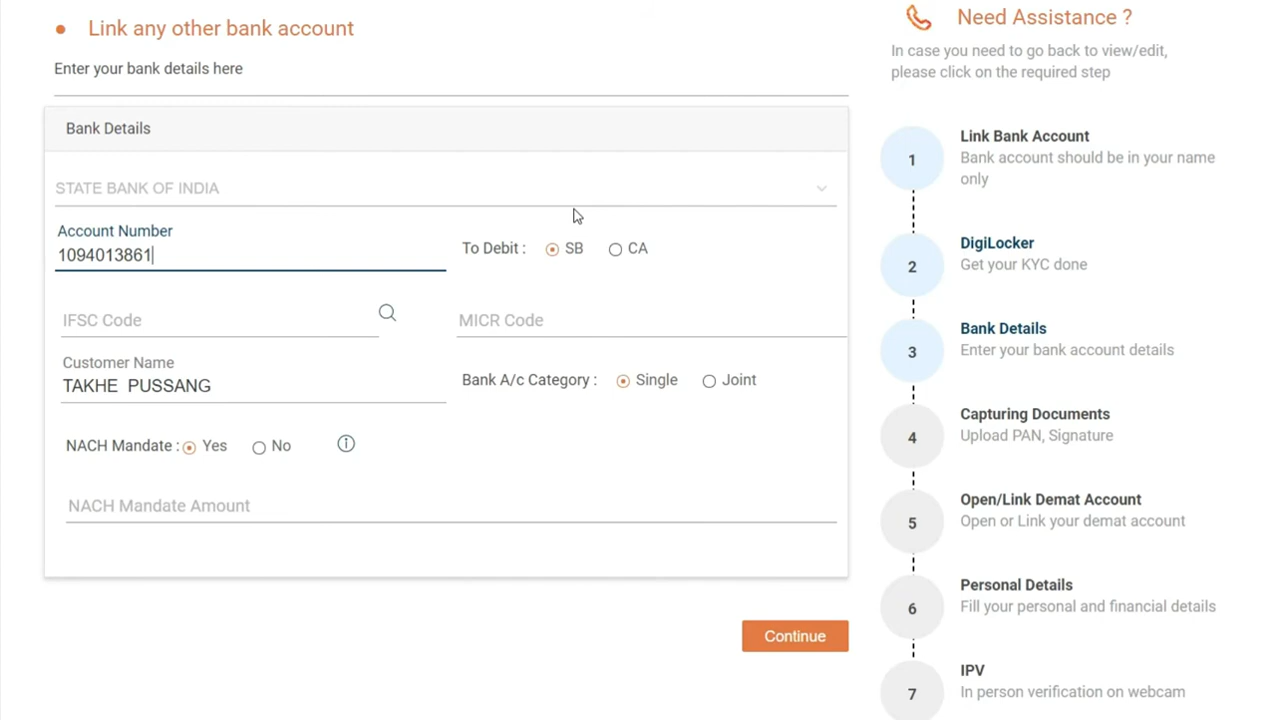 Link any other bank account
Enter your bank details here
Bank Details
STATE BANK OF INDIA
Account Number
1094013861
To Debit : SB CA
IFSC Code
MICR Code
Customer Name
TAKHE PUSSANG
Bank A/c Category : Single Joint
NACH Mandate : Yes No
NACH Mandate Amount
Continue
Need Assistance ?
In case you need to go back to view/edit,
please click on the required step
1
Link Bank Account
Bank account should be in your name
only
2
DigiLocker
Get your KYC done
3
Bank Details
Enter your bank account details
4
Capturing Documents
Upload PAN, Signature
5
Open/Link Demat Account
Open or Link your demat account
6
Personal Details
Fill your personal and financial details
7
IPV
In person verification on webcam